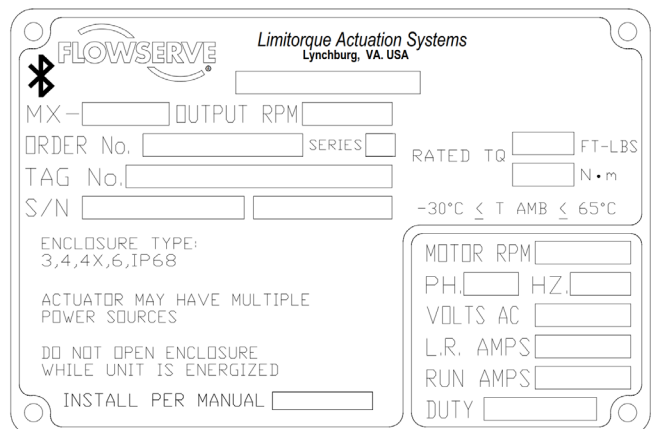 FLOWSERVE
Limitorque Actuation Systems
Lynchburg, VA. USA
MX- OUTPUT RPM
ORDER No. SERIES
TAG No.
S/N
RATED TQ FT-LBS
N•m
-30°C ≤ T AMB ≤ 65°C
ENCLOSURE TYPE:
3,4,4X,6,IP68
ACTUATOR MAY HAVE MULTIPLE
POWER SOURCES
DO NOT OPEN ENCLOSURE
WHILE UNIT IS ENERGIZED
INSTALL PER MANUAL
MOTOR RPM
PH. HZ.
VOLTS AC
L.R. AMPS
RUN AMPS
DUTY